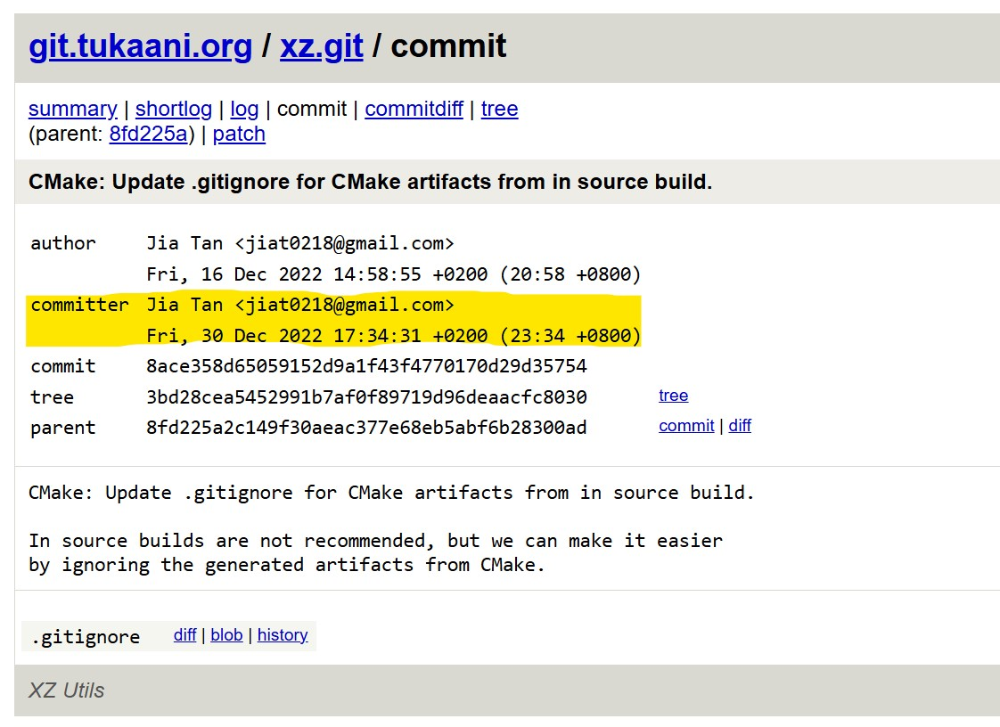 git.tukaani.org / xz.git / commit
summary | shortlog | log | commit | commitdiff | tree
(parent: 8fd225a) | patch
CMake: Update .gitignore for CMake artifacts from in source build.
author Jia Tan <jiat0218@gmail.com>
Fri, 16 Dec 2022 14:58:55 +0200 (20:58 +0800)
committer Jia Tan <jiat0218@gmail.com>
Fri, 30 Dec 2022 17:34:31 +0200 (23:34 +0800)
commit 8ace358d65059152d9a1f43f4770170d29d35754
tree 3bd28cea5452991b7af0f89719d96deaacfc8030 tree
parent 8fd225a2c149f30aeac377e68eb5abf6b28300ad commit | diff
CMake: Update .gitignore for CMake artifacts from in source build.
In source builds are not recommended, but we can make it easier
by ignoring the generated artifacts from CMake.
.gitignore diff | blob | history
XZ Utils